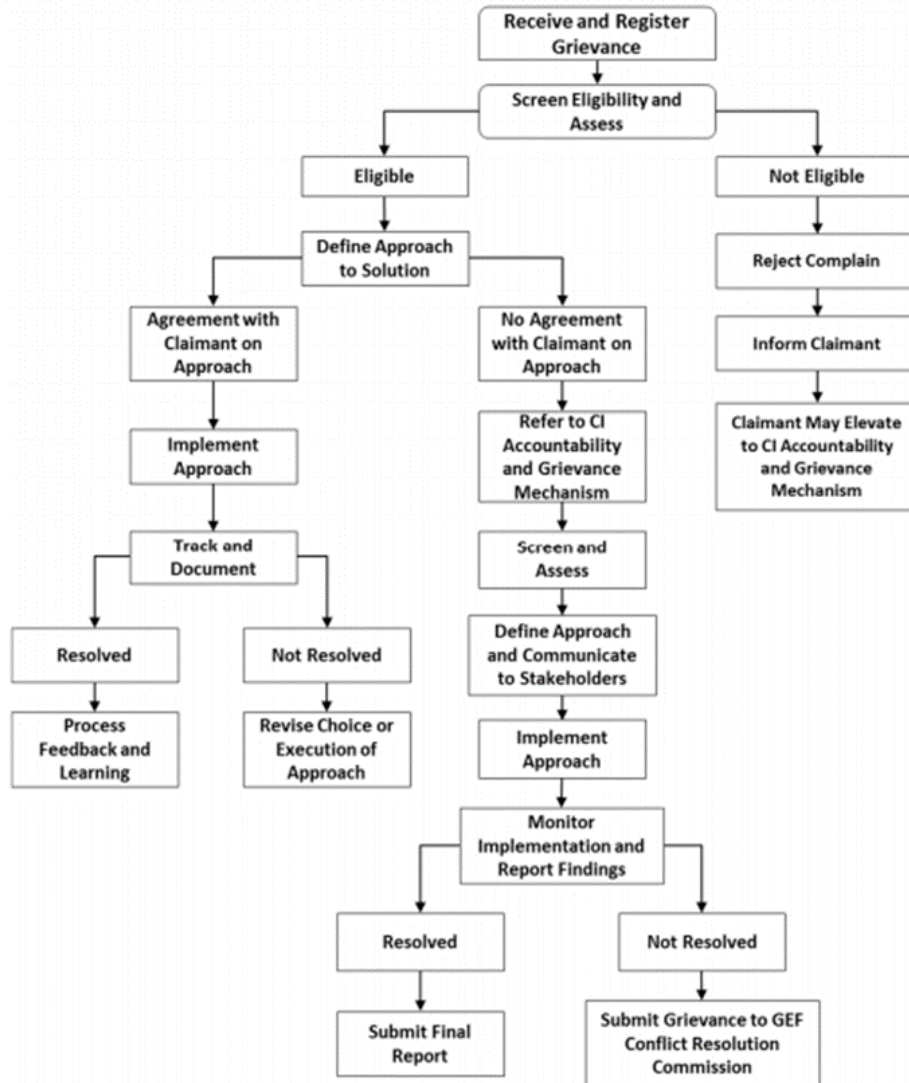 Receive and Register
Grievance
Screen Eligibility and
Assess
Eligible
Not Eligible
Define Approach
to Solution
Reject Complain
Agreement with
Claimant on
Approach
No Agreement
with Claimant on
Approach
Inform Claimant
Implement
Approach
Refer to CI
Accountability
and Grievance
Mechanism
Claimant May Elevate
to CI Accountability
and Grievance
Mechanism
Track and
Document
Screen and
Assess
Resolved
Not Resolved
Define Approach
and Communicate
to Stakeholders
Process
Feedback and
Learning
Revise Choice or
Execution of
Approach
Implement
Approach
Monitor
Implementation and
Report Findings
Resolved
Not Resolved
Submit Final
Report
Submit Grievance to GEF
Conflict Resolution
Commission